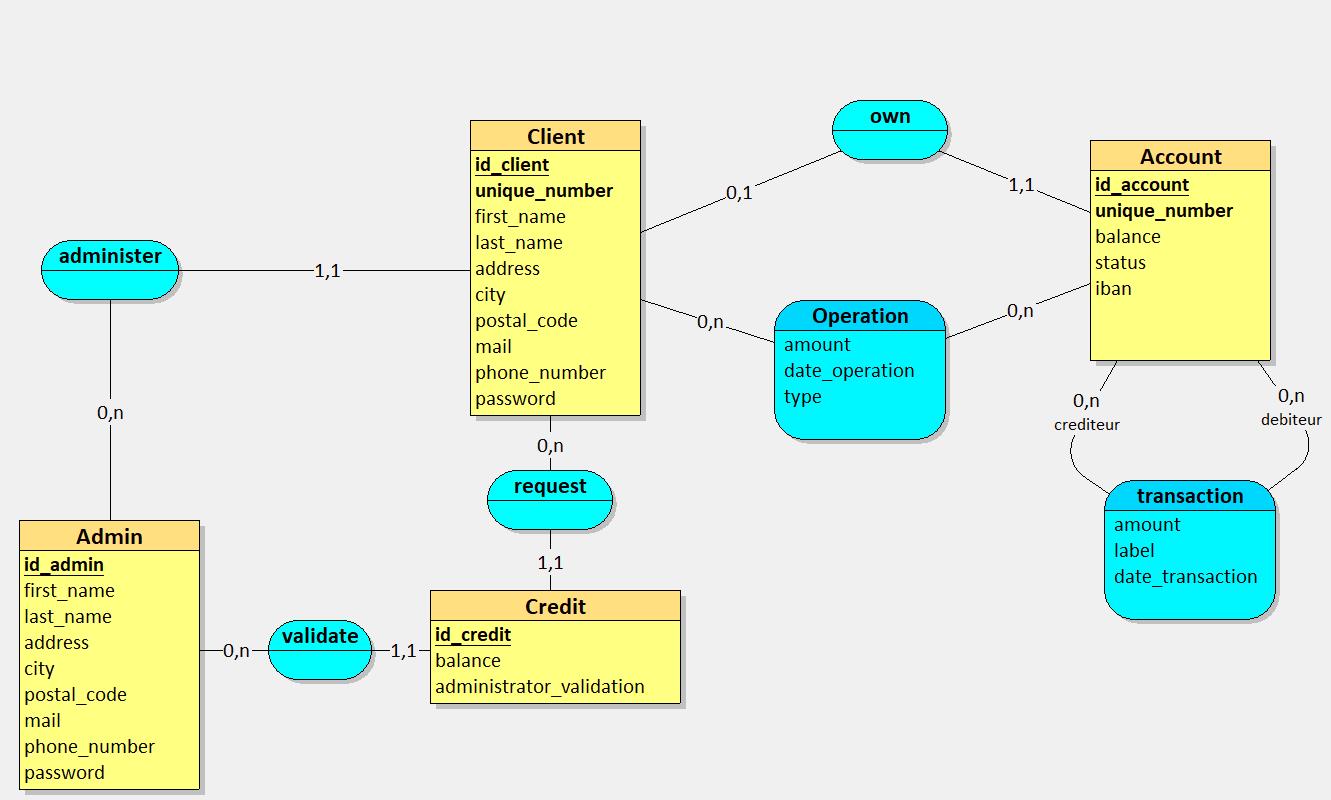 own
Client
id_client
unique_number
first_name
last_name
address
city
postal_code
mail
phone_number
password
Account
id_account
unique_number
balance
status
iban
0,1
1,1
administer
1,1
0,n
Operation
amount
date_operation
type
0,n
0,n
0,n
crediteur
0,n
debiteur
0,n
request
1,1
transaction
amount
label
date_transaction
Admin
id_admin
first_name
last_name
address
city
postal_code
mail
phone_number
password
0,n
validate
1,1
Credit
id_credit
balance
administrator_validation